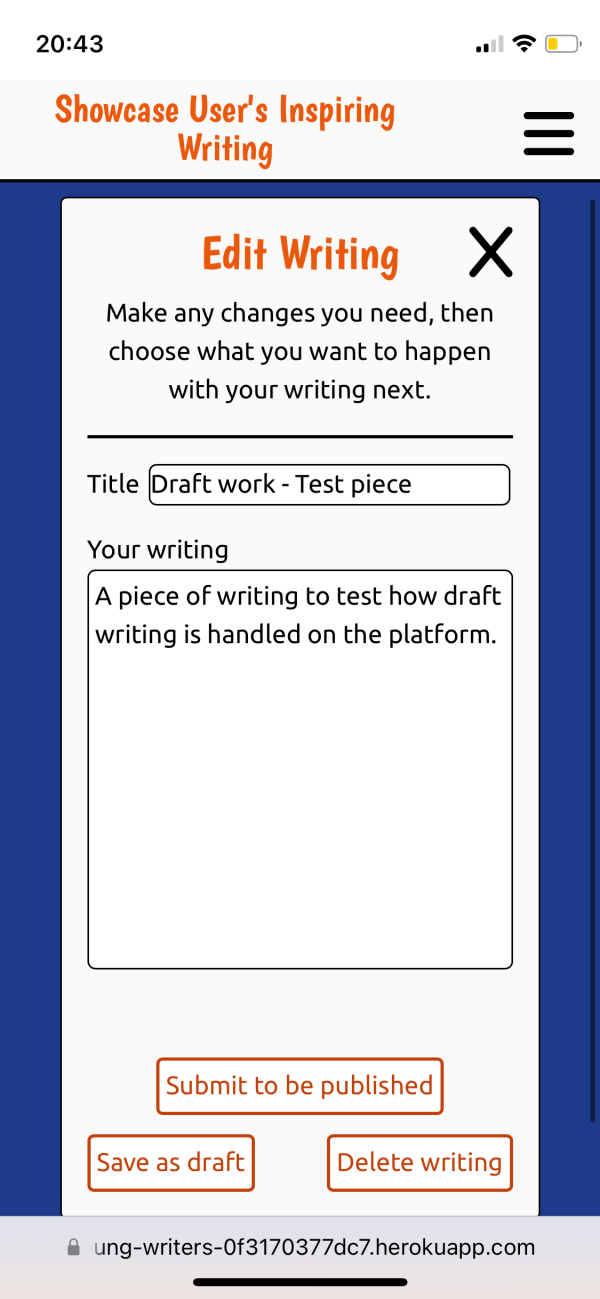 20:43
Showcase User's Inspiring
Writing
Edit Writing
Make any changes you need, then
choose what you want to happen
with your writing next.
Title Draft work - Test piece
Your writing
A piece of writing to test how draft
writing is handled on the platform.
Submit to be published
Save as draft Delete writing
ung-writers-0f3170377dc7.herokuapp.com